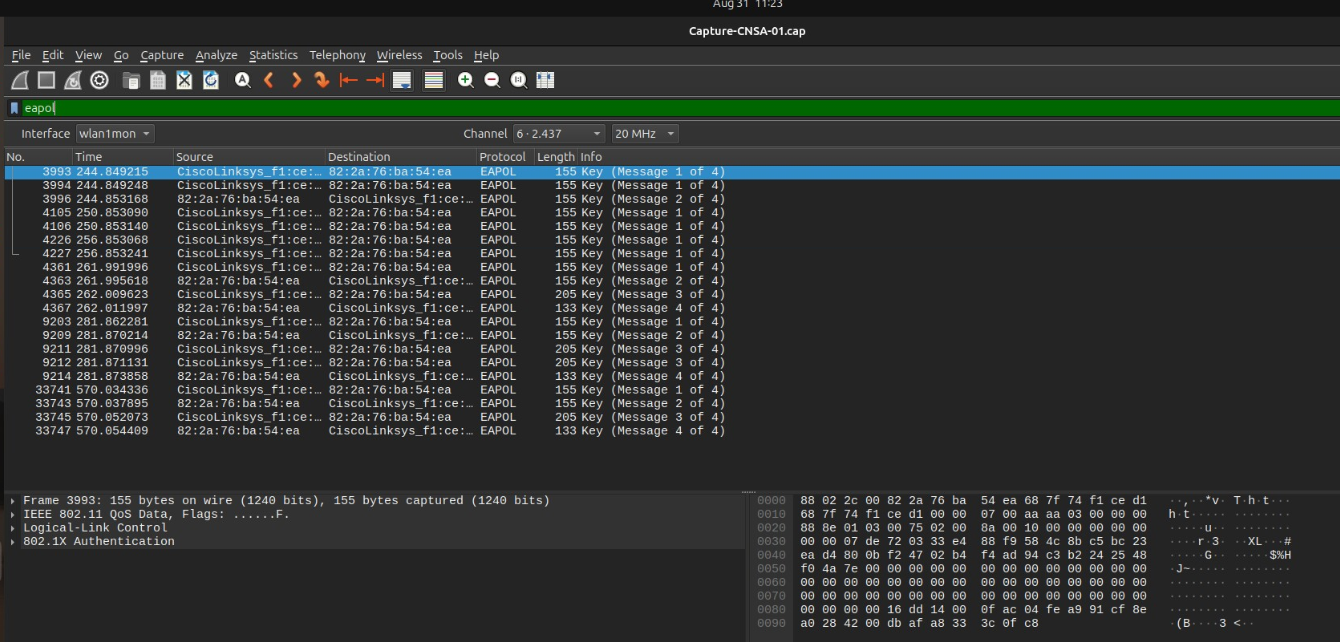 Aug 31 11:23
Capture-CNSA-01.cap
File Edit View Go Capture Analyze Statistics Telephony Wireless Tools Help
eapol
Interface wlan1mon Channel 6 · 2.437 20 MHz
No. Time Source Destination Protocol Length Info
3993 244.849215 CiscoLinksys_f1:ce:… 82:2a:76:ba:54:ea EAPOL 155 Key (Message 1 of 4)
3994 244.849248 CiscoLinksys_f1:ce:… 82:2a:76:ba:54:ea EAPOL 155 Key (Message 1 of 4)
3996 244.853168 82:2a:76:ba:54:ea CiscoLinksys_f1:ce:… EAPOL 155 Key (Message 2 of 4)
4105 250.853090 CiscoLinksys_f1:ce:… 82:2a:76:ba:54:ea EAPOL 155 Key (Message 1 of 4)
4106 250.853140 CiscoLinksys_f1:ce:… 82:2a:76:ba:54:ea EAPOL 155 Key (Message 1 of 4)
4226 256.853068 CiscoLinksys_f1:ce:… 82:2a:76:ba:54:ea EAPOL 155 Key (Message 1 of 4)
4227 256.853241 CiscoLinksys_f1:ce:… 82:2a:76:ba:54:ea EAPOL 155 Key (Message 1 of 4)
4361 261.991996 CiscoLinksys_f1:ce:… 82:2a:76:ba:54:ea EAPOL 155 Key (Message 1 of 4)
4363 261.995618 82:2a:76:ba:54:ea CiscoLinksys_f1:ce:… EAPOL 155 Key (Message 2 of 4)
4365 262.009623 CiscoLinksys_f1:ce:… 82:2a:76:ba:54:ea EAPOL 205 Key (Message 3 of 4)
4367 262.011997 82:2a:76:ba:54:ea CiscoLinksys_f1:ce:… EAPOL 133 Key (Message 4 of 4)
9203 281.862281 CiscoLinksys_f1:ce:… 82:2a:76:ba:54:ea EAPOL 155 Key (Message 1 of 4)
9209 281.870214 82:2a:76:ba:54:ea CiscoLinksys_f1:ce:… EAPOL 155 Key (Message 2 of 4)
9211 281.870996 CiscoLinksys_f1:ce:… 82:2a:76:ba:54:ea EAPOL 205 Key (Message 3 of 4)
9212 281.871131 CiscoLinksys_f1:ce:… 82:2a:76:ba:54:ea EAPOL 205 Key (Message 3 of 4)
9214 281.873858 82:2a:76:ba:54:ea CiscoLinksys_f1:ce:… EAPOL 133 Key (Message 4 of 4)
33741 570.034336 CiscoLinksys_f1:ce:… 82:2a:76:ba:54:ea EAPOL 155 Key (Message 1 of 4)
33743 570.037895 82:2a:76:ba:54:ea CiscoLinksys_f1:ce:… EAPOL 155 Key (Message 2 of 4)
33745 570.052073 CiscoLinksys_f1:ce:… 82:2a:76:ba:54:ea EAPOL 205 Key (Message 3 of 4)
33747 570.054409 82:2a:76:ba:54:ea CiscoLinksys_f1:ce:… EAPOL 133 Key (Message 4 of 4)
Frame 3993: 155 bytes on wire (1240 bits), 155 bytes captured (1240 bits)
IEEE 802.11 QoS Data, Flags: ......F.
Logical-Link Control
802.1X Authentication
0000 88 02 2c 00 82 2a 76 ba 54 ea 68 7f 74 f1 ce d1 ··,··*v· T·h·t···
0010 68 7f 74 f1 ce d1 00 00 07 00 aa aa 03 00 00 00 h·t····· ········
0020 88 8e 01 03 00 75 02 00 8a 00 10 00 00 00 00 00 ·····u·· ········
0030 00 00 07 de 72 03 33 e4 88 f9 58 4c 8b c5 bc 23 ····r·3· ··XL···#
0040 ea d4 80 0b f2 47 02 b4 f4 ad 94 c3 b2 24 25 48 ·····G·· ·····$%H
0050 f0 4a 7e 00 00 00 00 00 00 00 00 00 00 00 00 00 ·J~····· ········
0060 00 00 00 00 00 00 00 00 00 00 00 00 00 00 00 00 ········ ········
0070 00 00 00 00 00 00 00 00 00 00 00 00 00 00 00 00 ········ ········
0080 00 00 00 00 16 dd 14 00 0f ac 04 fe a9 91 cf 8e ········ ········
0090 a0 28 42 00 db af a8 33 3c 0f c8 ·(B····3 <··